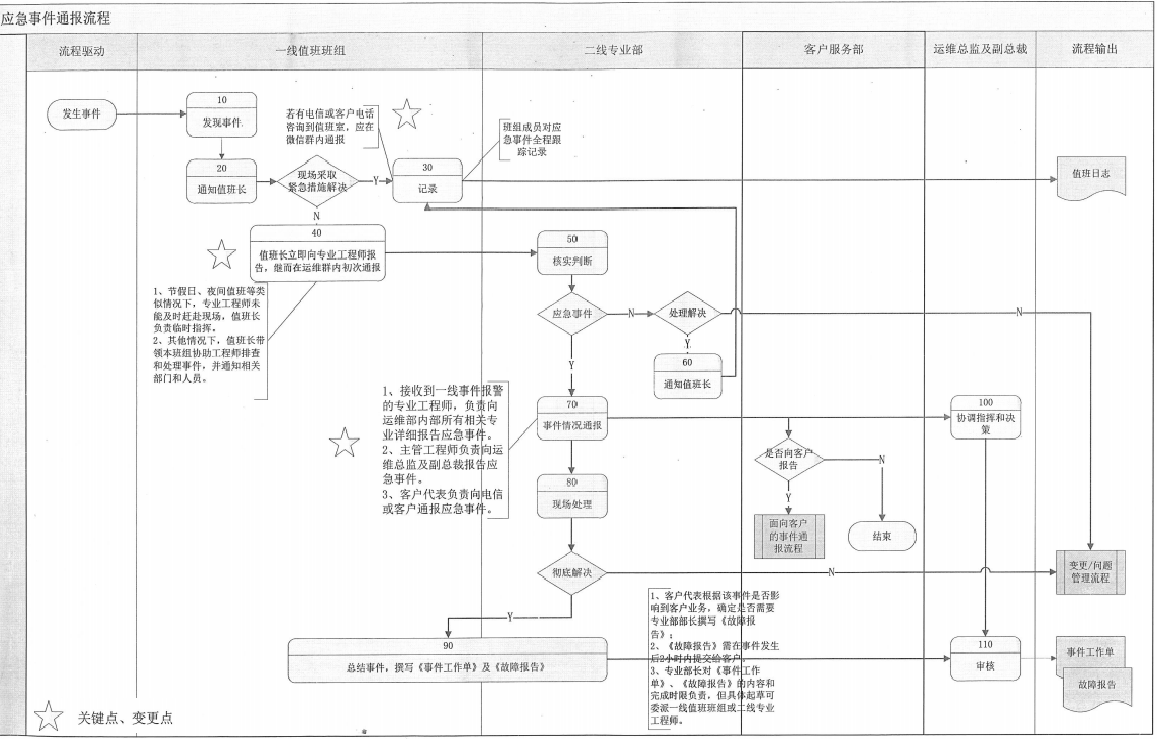 应急事件通报流程
流程驱动
一线值班班组
二线专业部
客户服务部
运维总监及副总裁
流程输出
发生事件
10
发现事件
若有电信或客户电话
咨询到值班室，应在
微信群内通报
班组成员对应
急事件全程跟
踪记录
20
通知值班长
现场采取
紧急措施解决
Y
30
记录
值班日志
N
40
值班长立即向专业工程师报
告，继而在运维群内初次通报
50
核实判断
1、节假日、夜间值班等类
似情况下，专业工程师未
能及时赶赴现场，值班长
负责临时指挥，
2、其他情况下，值班长带
领本班组协助工程师排查
和处理事件，并通知相关
部门和人员。
应急事件
N
处理解决
N
Y
Y
60
通知值班长
1、接收到一线事件报警
的专业工程师，负责向
运维部内部所有相关专
业详细报告应急事件。
2、主管工程师负责向运
维总监及副总裁报告应
急事件。
3、客户代表负责向电信
或客户通报应急事件。
70
事件情况通报
100
协调指挥和决
策
是否向客户
报告
N
Y
80
现场处理
面向客户
的事件通
报流程
结束
彻底解决
N
变更/问题
管理流程
Y
1、客户代表根据该事件是否影
响到客户业务，确定是否需要
专业部部长撰写《故障报
告》；
2、《故障报告》需在事件发生
后2小时内提交给客户。
3、专业部长对《事件工作
单》、《故障报告》的内容和
完成时限负责，但具体起草可
委派一线值班班组或二线专业
工程师。
90
总结事件，撰写《事件工作单》及《故障报告》
110
审核
事件工作单
故障报告
关键点、变更点